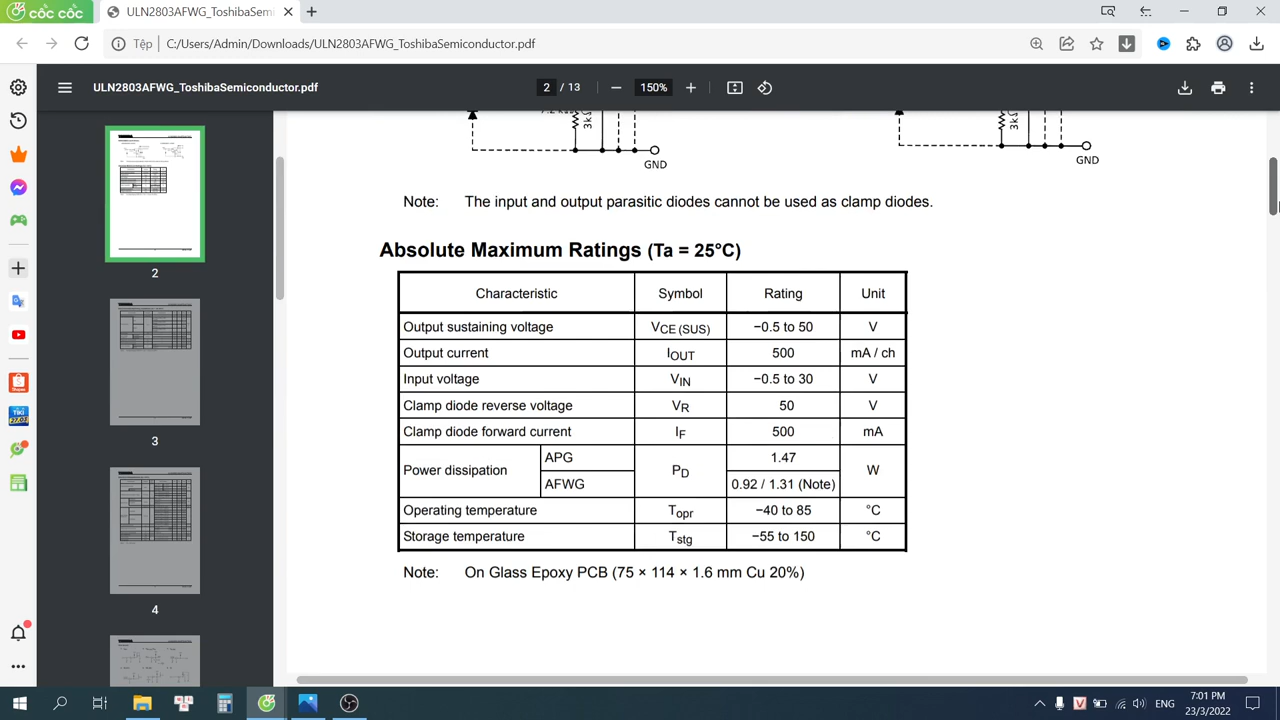 cốc cốc
ULN2803AFWG_ToshibaSemicond
Tệp
C:/Users/Admin/Downloads/ULN2803AFWG_ToshibaSemiconductor.pdf
ULN2803AFWG_ToshibaSemiconductor.pdf
2 / 13
150%
3kΩ
GND
3kΩ
GND
Note: The input and output parasitic diodes cannot be used as clamp diodes.
Absolute Maximum Ratings (Ta = 25°C)
Characteristic Symbol Rating Unit
Output sustaining voltage VCE (SUS) −0.5 to 50 V
Output current IOUT 500 mA / ch
Input voltage VIN −0.5 to 30 V
Clamp diode reverse voltage VR 50 V
Clamp diode forward current IF 500 mA
Power dissipation APG PD 1.47 W
AFWG 0.92 / 1.31 (Note)
Operating temperature Topr −40 to 85 °C
Storage temperature Tstg −55 to 150 °C
Note: On Glass Epoxy PCB (75 × 114 × 1.6 mm Cu 20%)
2
3
4
ENG
7:01 PM
23/3/2022